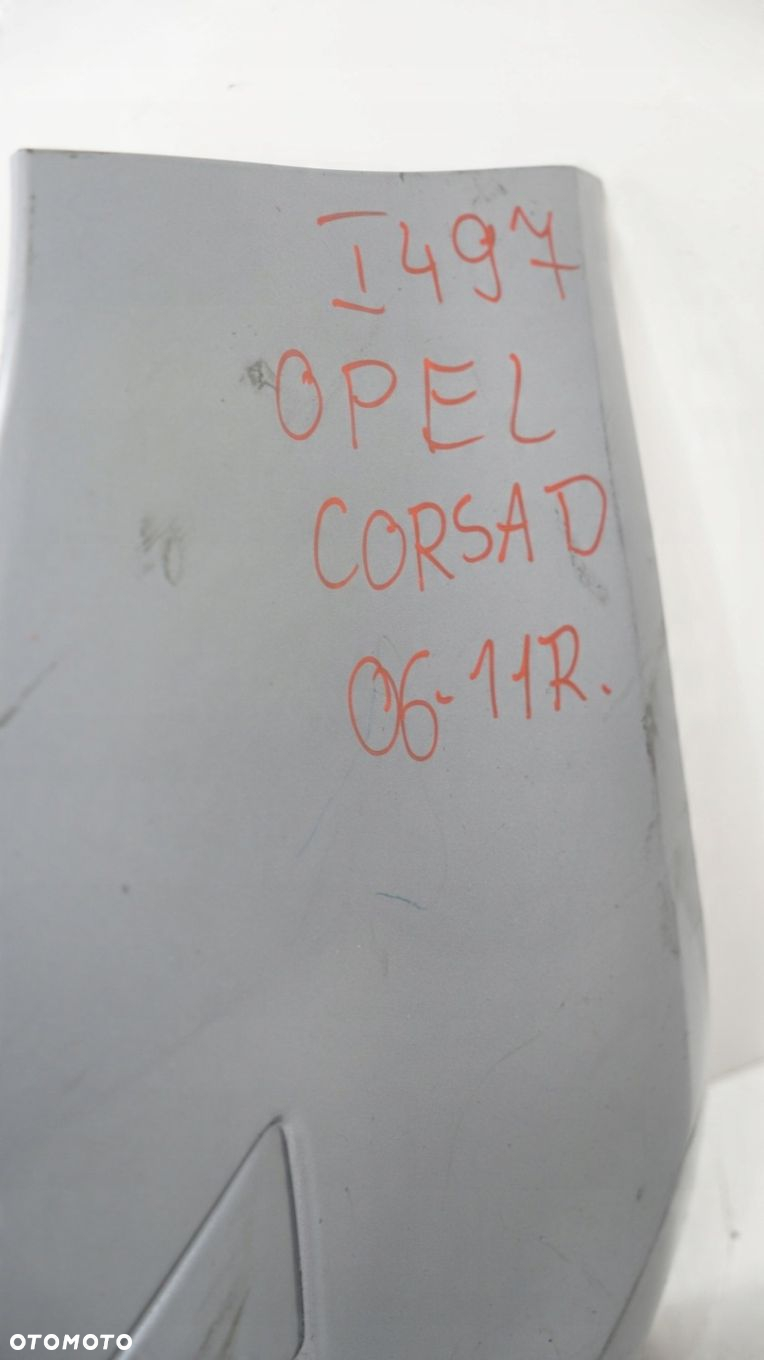 I497
OPEL
CORSA D
06-11R.
OTOMOTO